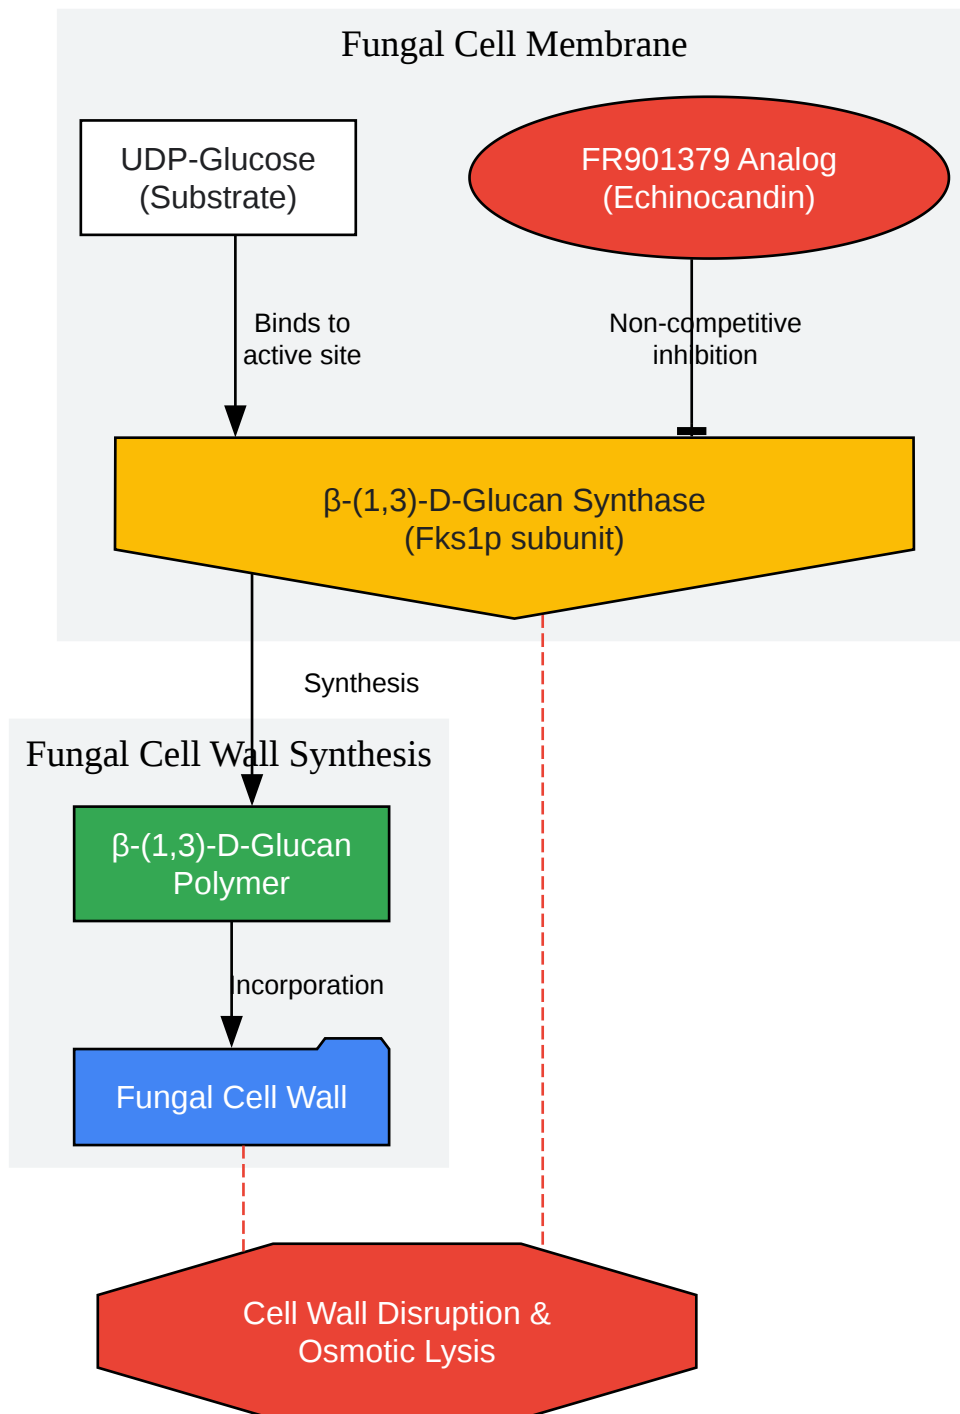 Fungal Cell Membrane
UDP-Glucose
(Substrate)
FR901379 Analog
(Echinocandin)
Binds to
active site
Non-competitive
inhibition
β-(1,3)-D-Glucan Synthase
(Fks1p subunit)
Synthesis
Fungal Cell Wall Synthesis
β-(1,3)-D-Glucan
Polymer
Incorporation
Fungal Cell Wall
Cell Wall Disruption &
Osmotic Lysis